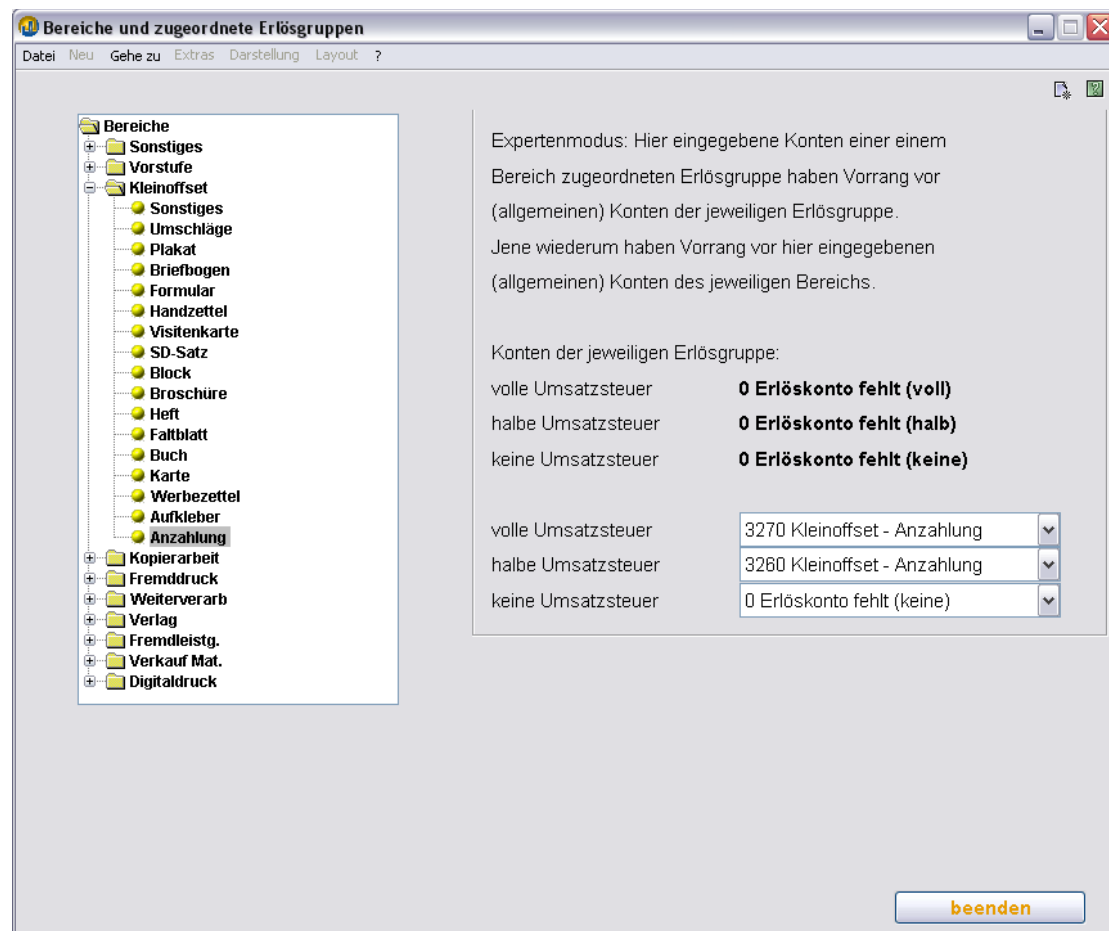 Bereiche und zugeordnete Erlösgruppen
Datei Neu Gehe zu Extras Darstellung Layout ?
Bereiche
Sonstiges
Vorstufe
Kleinoffset
Sonstiges
Umschläge
Plakat
Briefbogen
Formular
Handzettel
Visitenkarte
SD-Satz
Block
Broschüre
Heft
Faltblatt
Buch
Karte
Werbezettel
Aufkleber
Anzahlung
Kopierarbeit
Fremddruck
Weiterverarb
Verlag
Fremdleistg.
Verkauf Mat.
Digitaldruck
Expertenmodus: Hier eingegebene Konten einer einem
Bereich zugeordneten Erlösgruppe haben Vorrang vor
(allgemeinen) Konten der jeweiligen Erlösgruppe.
Jene wiederum haben Vorrang vor hier eingegebenen
(allgemeinen) Konten des jeweiligen Bereichs.
Konten der jeweiligen Erlösgruppe:
volle Umsatzsteuer 0 Erlöskonto fehlt (voll)
halbe Umsatzsteuer 0 Erlöskonto fehlt (halb)
keine Umsatzsteuer 0 Erlöskonto fehlt (keine)
volle Umsatzsteuer 3270 Kleinoffset - Anzahlung
halbe Umsatzsteuer 3260 Kleinoffset - Anzahlung
keine Umsatzsteuer 0 Erlöskonto fehlt (keine)
beenden